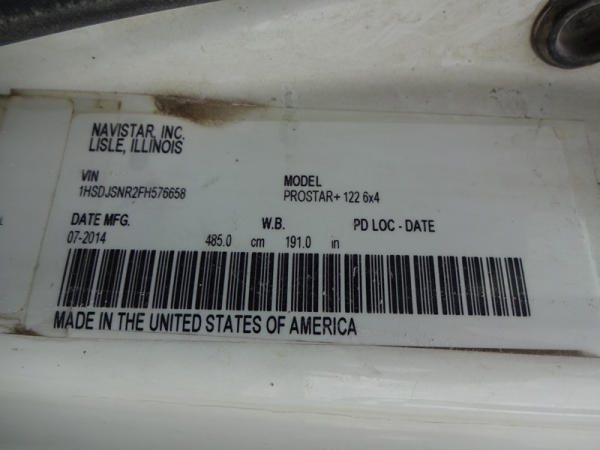 NAVISTAR, INC.
LISLE, ILLINOIS
VIN MODEL
1HSDJSNR2FH576658 PROSTAR+ 122 6x4
DATE MFG. W.B. PD LOC - DATE
07-2014 485.0 cm 191.0 in
MADE IN THE UNITED STATES OF AMERICA